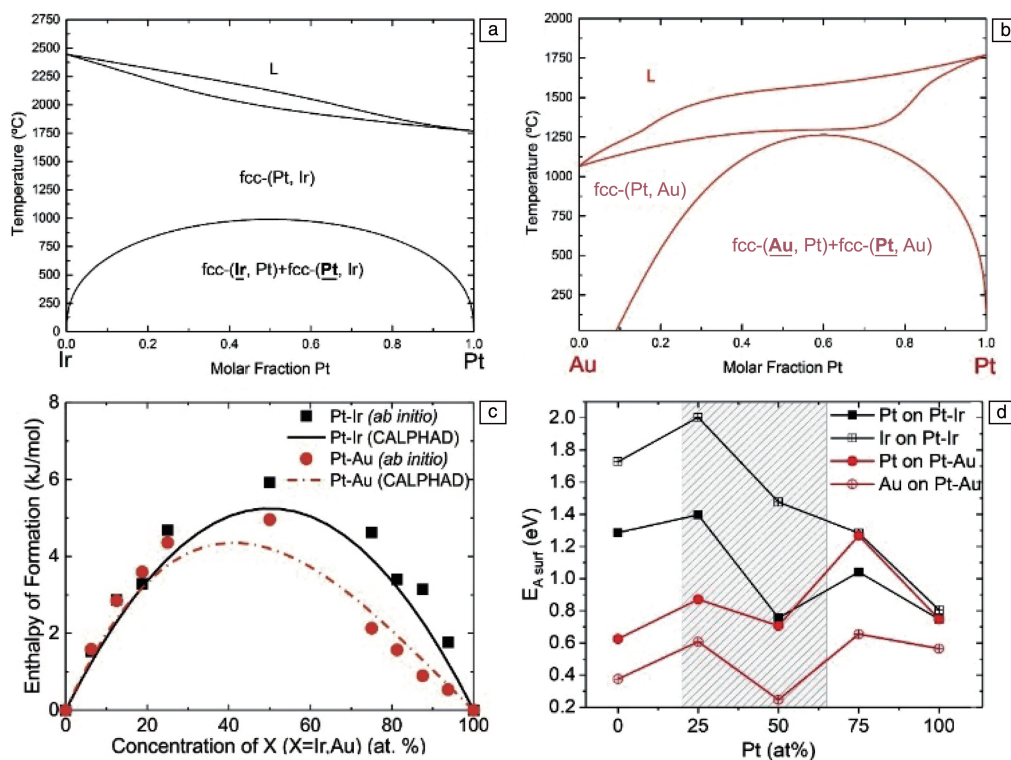 a
2750
2500
2250
2000
1750
1500
1250
1000
750
500
250
0
Temperature (ºC)
L
fcc-(Pt, Ir)
fcc-(Ir, Pt)+fcc-(Pt, Ir)
0.0 0.2 0.4 0.6 0.8 1.0
Ir Molar Fraction Pt Pt
b
2000
1750
1500
1250
1000
750
500
250
Temperature (ºC)
L
fcc-(Pt, Au)
fcc-(Au, Pt)+fcc-(Pt, Au)
0.0 0.2 0.4 0.6 0.8 1.0
Au Molar Fraction Pt Pt
c
8
6
4
2
0
Enthalpy of Formation (kJ/mol)
Pt-Ir (ab initio)
Pt-Ir (CALPHAD)
Pt-Au (ab initio)
Pt-Au (CALPHAD)
0 20 40 60 80 100
Concentration of X (X=Ir,Au) (at. %)
d
2.0
1.8
1.6
1.4
1.2
1.0
0.8
0.6
0.4
0.2
E A surf (eV)
Pt on Pt-Ir
Ir on Pt-Ir
Pt on Pt-Au
Au on Pt-Au
0 25 50 75 100
Pt (at%)